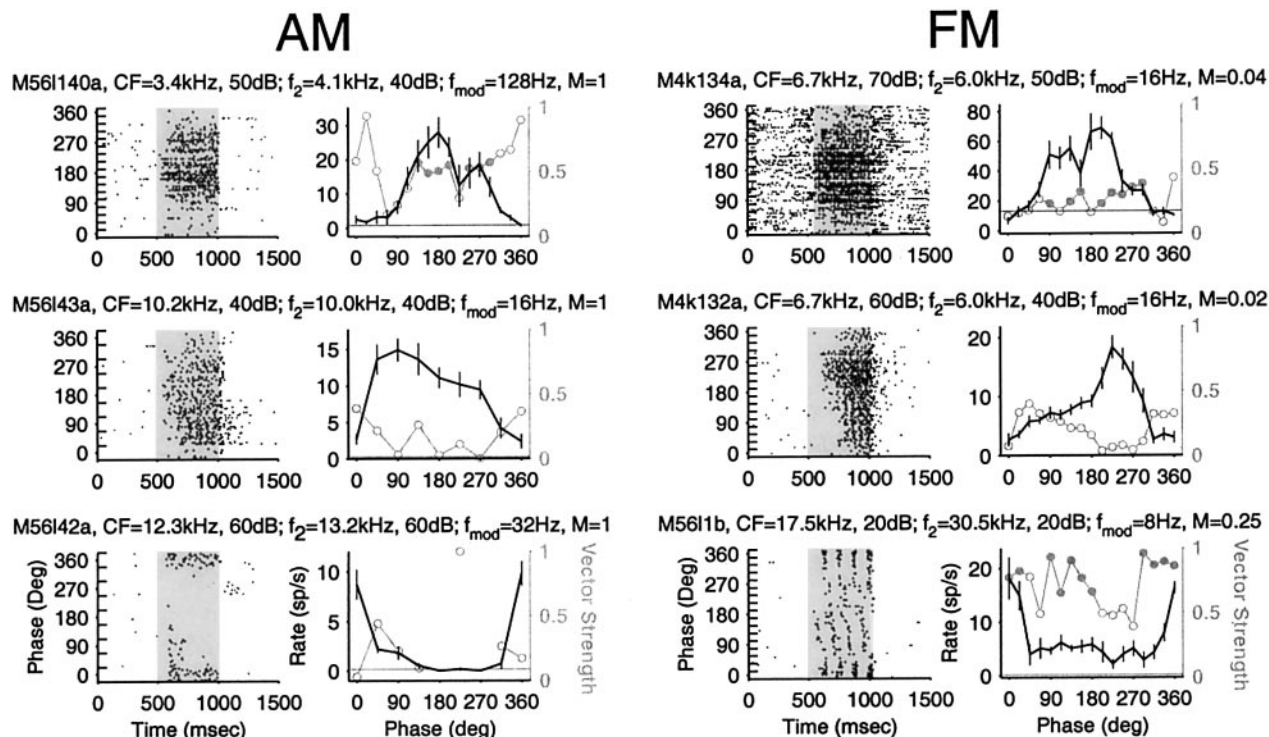 AM
FM
M56l140a, CF=3.4kHz, 50dB; f2=4.1kHz, 40dB; fmod=128Hz, M=1
360
270
180
90
0
0 500 1000 1500
30
20
10
0
0 90 180 270 360
1
0.5
0
M4k134a, CF=6.7kHz, 70dB; f2=6.0kHz, 50dB; fmod=16Hz, M=0.04
360
270
180
90
0
0 500 1000 1500
80
60
40
20
0
0 90 180 270 360
1
0.5
0
M56l43a, CF=10.2kHz, 40dB; f2=10.0kHz, 40dB; fmod=16Hz, M=1
360
270
180
90
0
0 500 1000 1500
15
10
5
0
0 90 180 270 360
1
0.5
0
M4k132a, CF=6.7kHz, 60dB; f2=6.0kHz, 40dB; fmod=16Hz, M=0.02
360
270
180
90
0
0 500 1000 1500
20
10
0
0 90 180 270 360
1
0.5
0
M56l42a, CF=12.3kHz, 60dB; f2=13.2kHz, 60dB; fmod=32Hz, M=1
Phase (Deg)
360
270
180
90
0
0 500 1000 1500
Time (msec)
Rate (sp/s)
10
5
0
0 90 180 270 360
Phase (deg)
1
0.5
0
Vector Strength
M56l1b, CF=17.5kHz, 20dB; f2=30.5kHz, 20dB; fmod=8Hz, M=0.25
Phase (Deg)
360
270
180
90
0
0 500 1000 1500
Time (msec)
Rate (sp/s)
20
10
0
0 90 180 270 360
Phase (deg)
1
0.5
0
Vector Strength